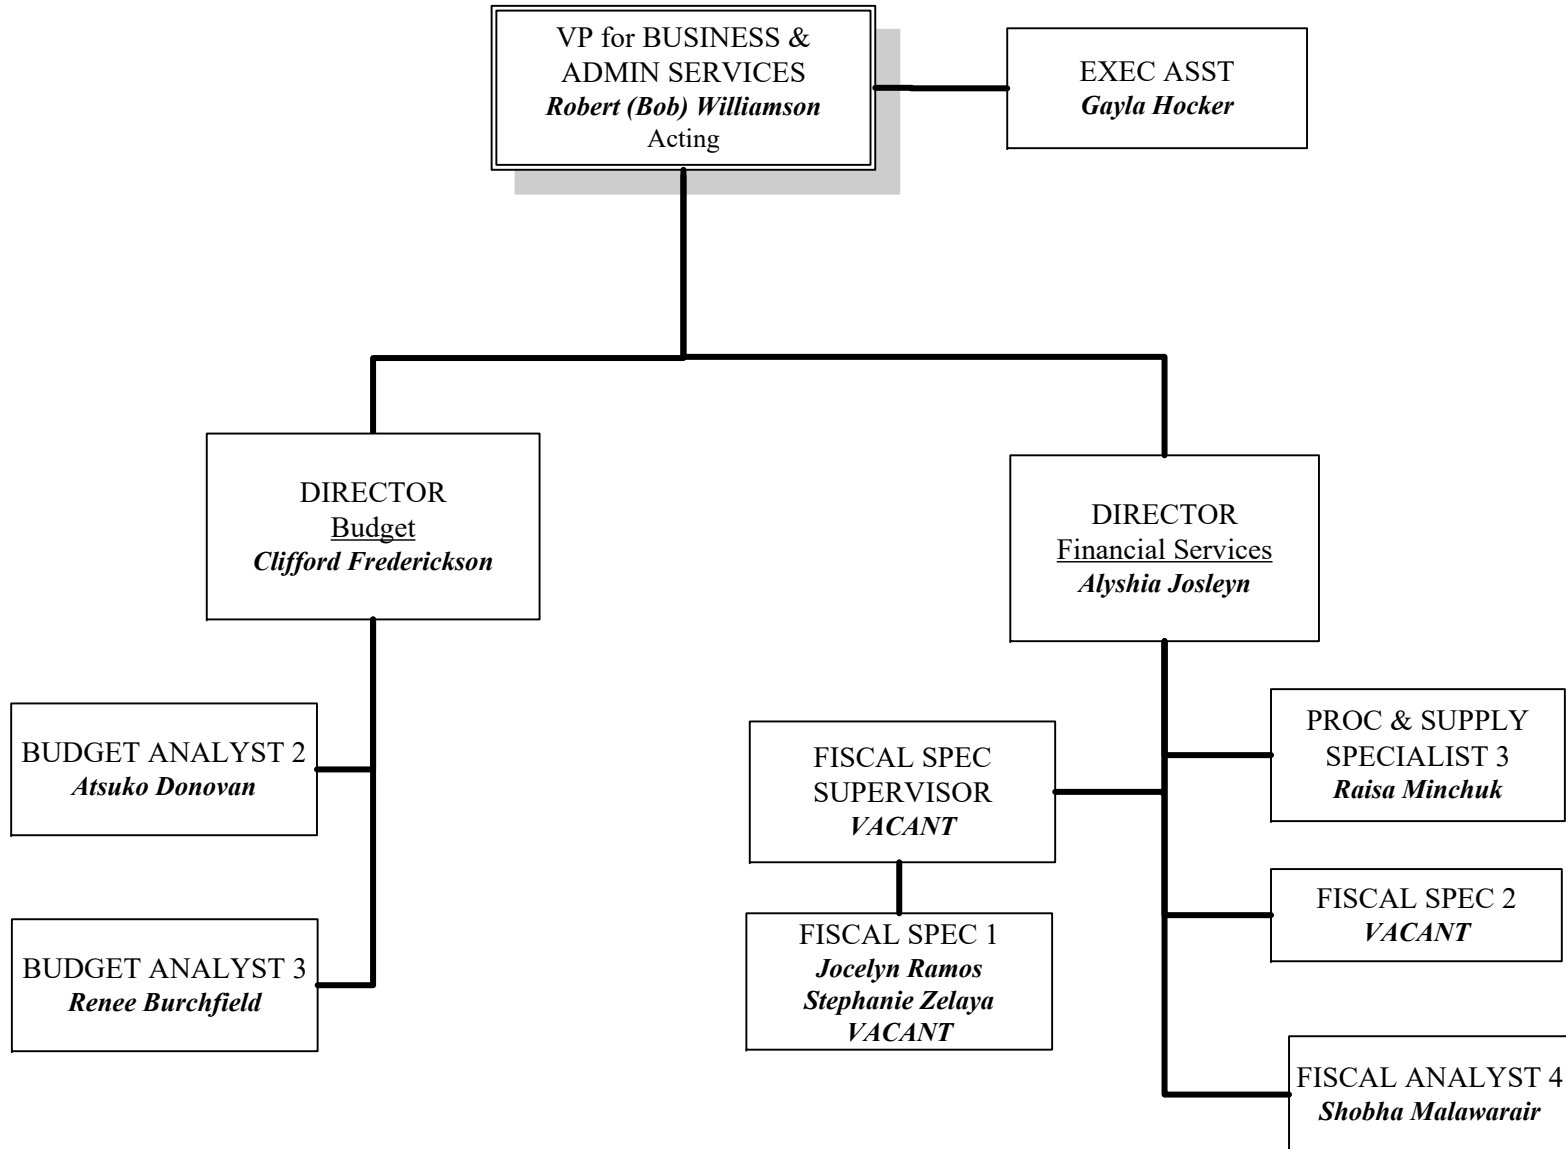 VP for BUSINESS &
ADMIN SERVICES
Robert (Bob) Williamson
Acting
EXEC ASST
Gayla Hocker
DIRECTOR
Budget
Clifford Frederickson
DIRECTOR
Financial Services
Alyshia Josleyn
BUDGET ANALYST 2
Atsuko Donovan
BUDGET ANALYST 3
Renee Burchfield
FISCAL SPEC
SUPERVISOR
VACANT
FISCAL SPEC 1
Jocelyn Ramos
Stephanie Zelaya
VACANT
PROC & SUPPLY
SPECIALIST 3
Raisa Minchuk
FISCAL SPEC 2
VACANT
FISCAL ANALYST 4
Shobha Malawarair